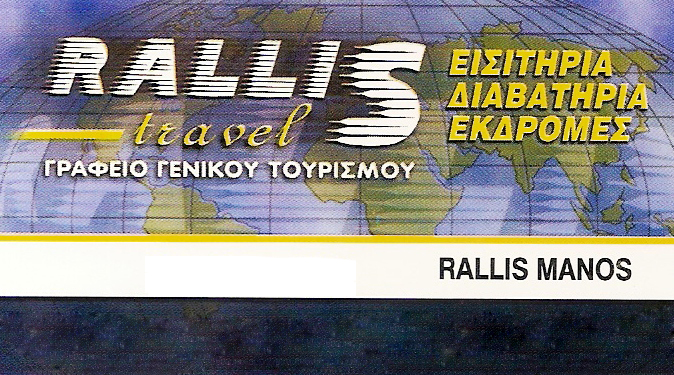 RALLIS
travel
ΓΡΑΦΕΙΟ ΓΕΝΙΚΟΥ ΤΟΥΡΙΣΜΟΥ
ΕΙΣΙΤΗΡΙΑ
ΔΙΑΒΑΤΗΡΙΑ
ΕΚΔΡΟΜΕΣ
RALLIS MANOS